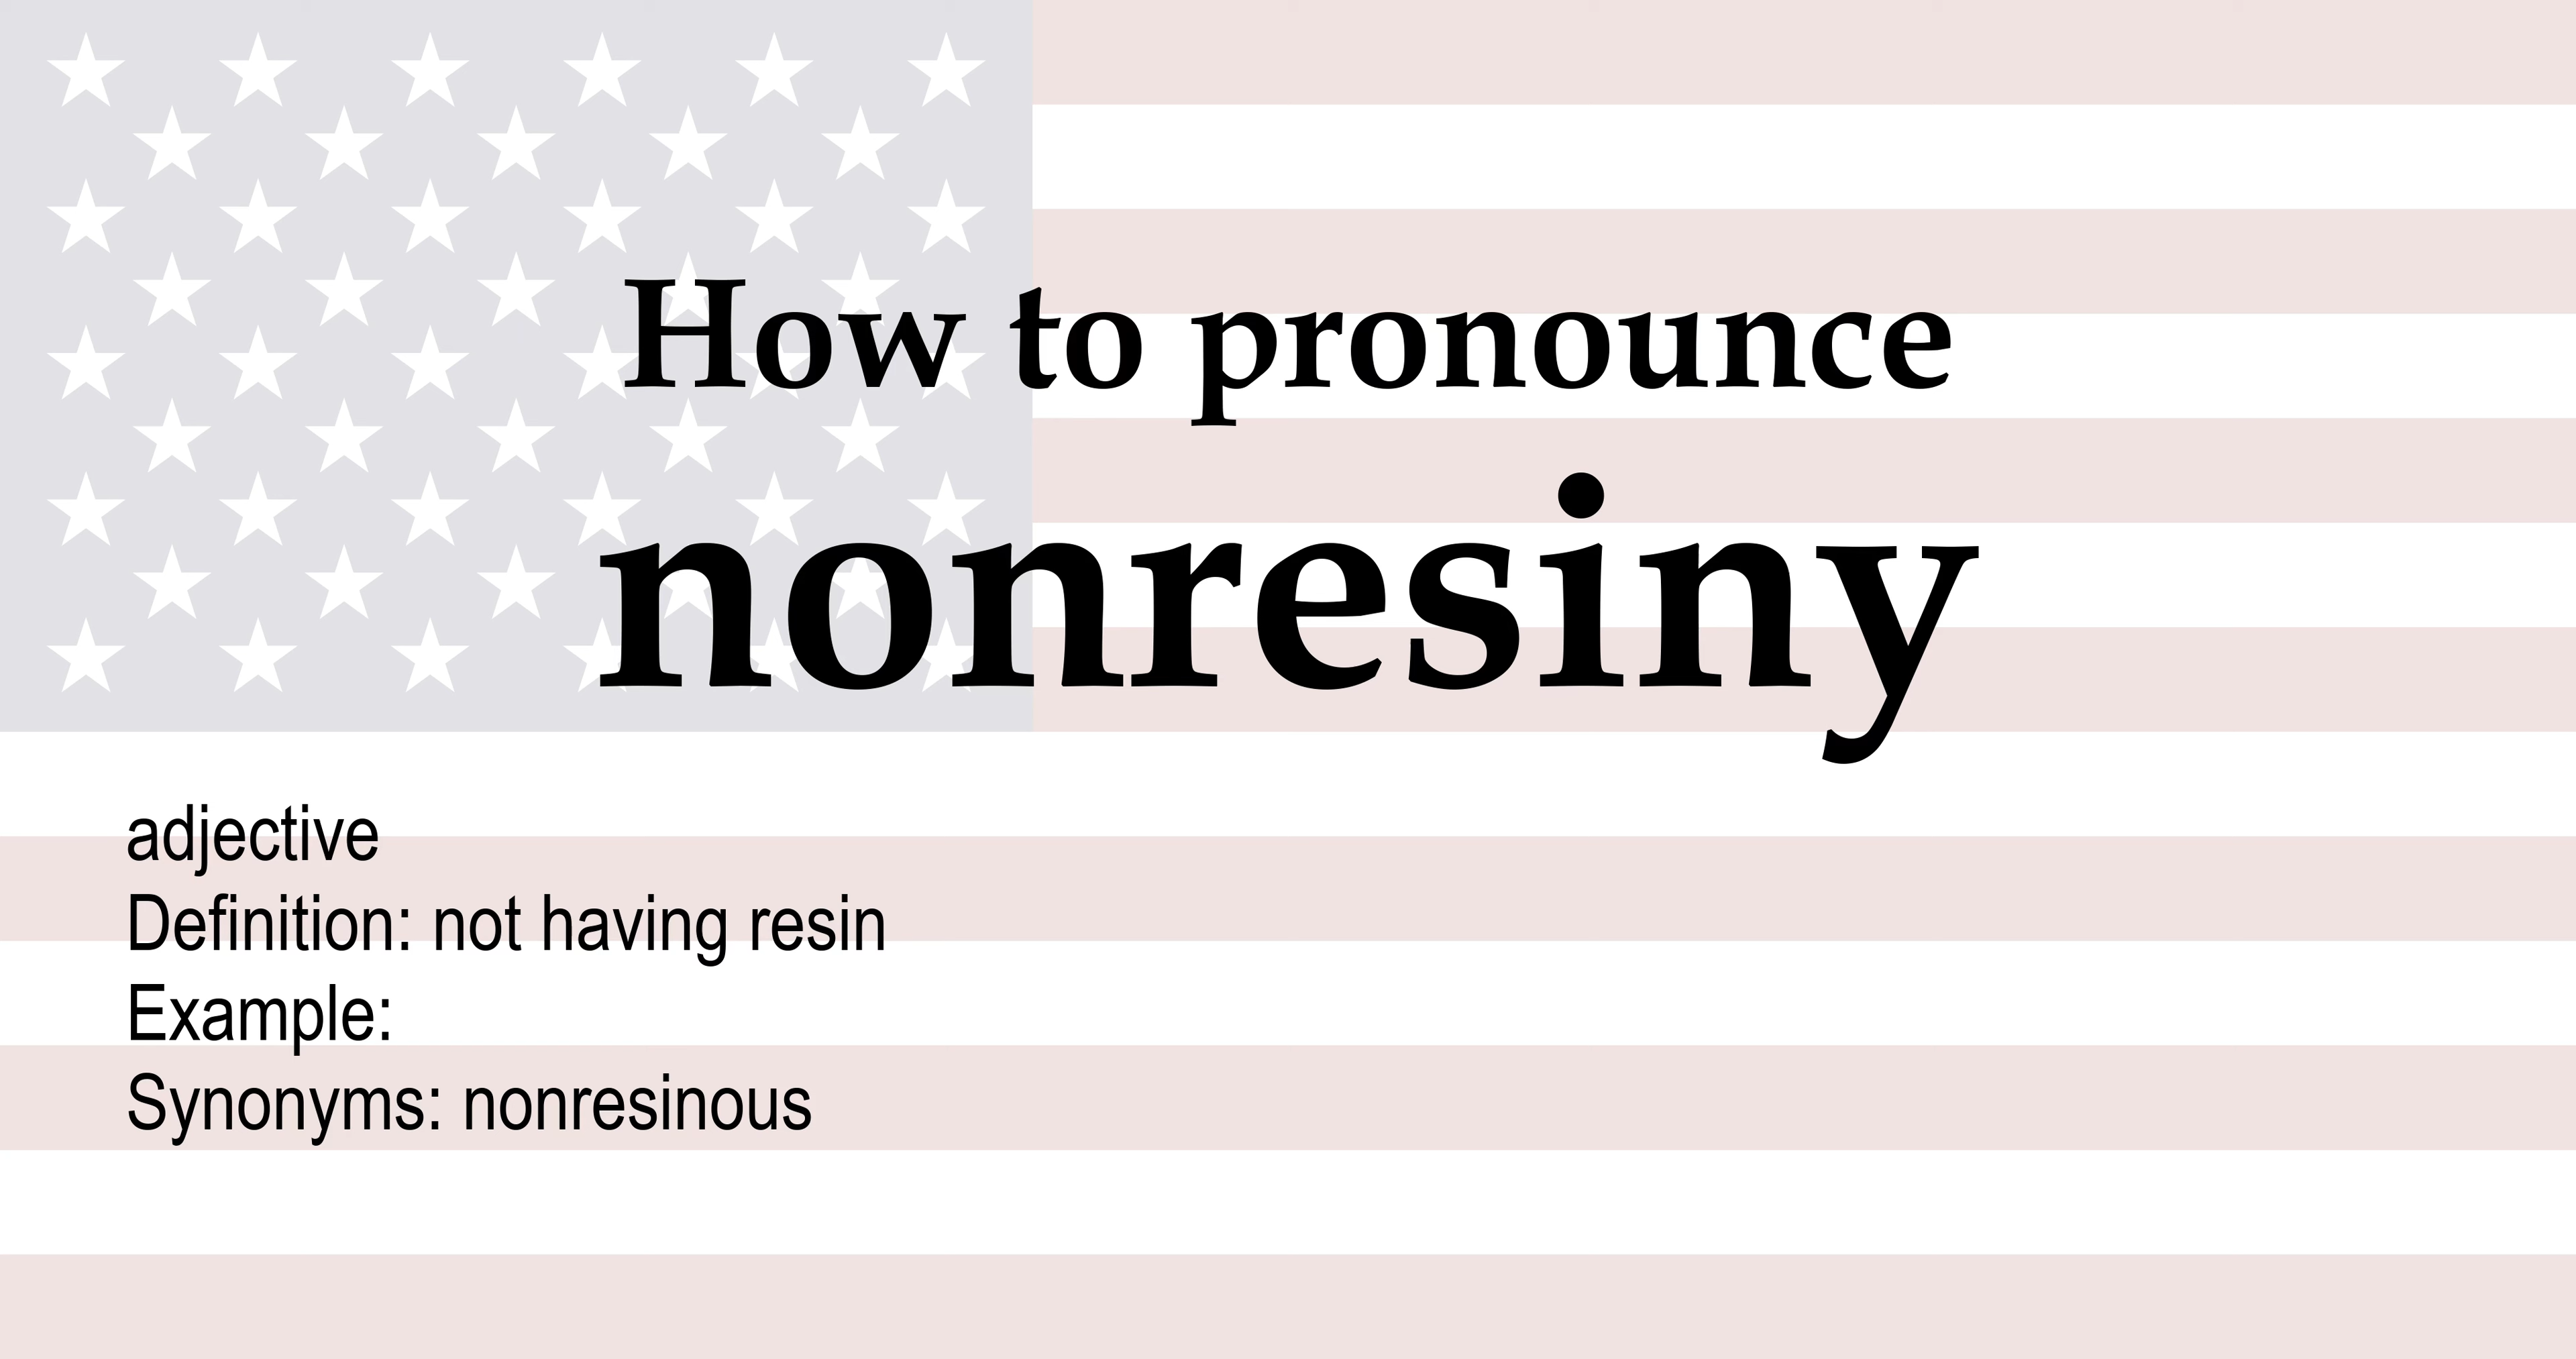 How to pronounce
nonresiny
adjective
Definition: not having resin
Example:
Synonyms: nonresinous